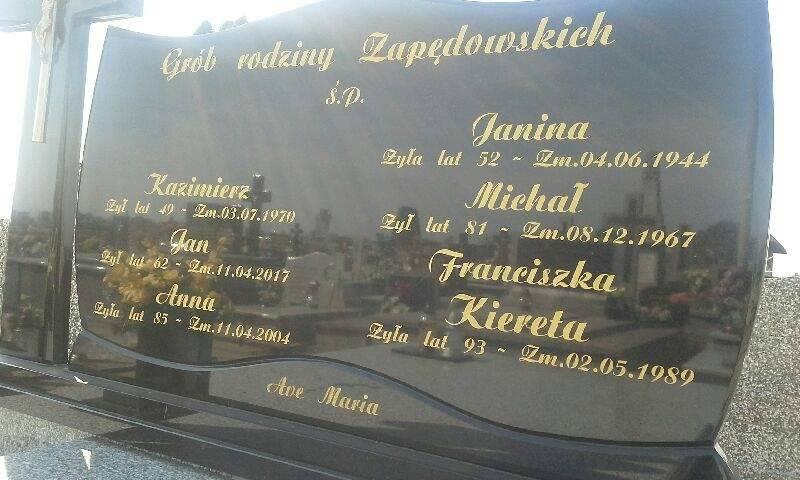 Grób rodziny Zapędowskich
ś.p.
Kazimierz
Żył lat 49 ~ Zm.03.07.1970
Jan
Żył lat 62 ~ Zm.11.04.2017
Anna
Żyła lat 85 ~ Zm.11.04.2004
Janina
Żyła lat 52 ~ Zm.04.06.1944
Michał
Żył lat 81 ~ Zm.08.12.1967
Franciszka
Kiereta
Żyła lat 93 ~ Zm.02.05.1989
Ave Maria